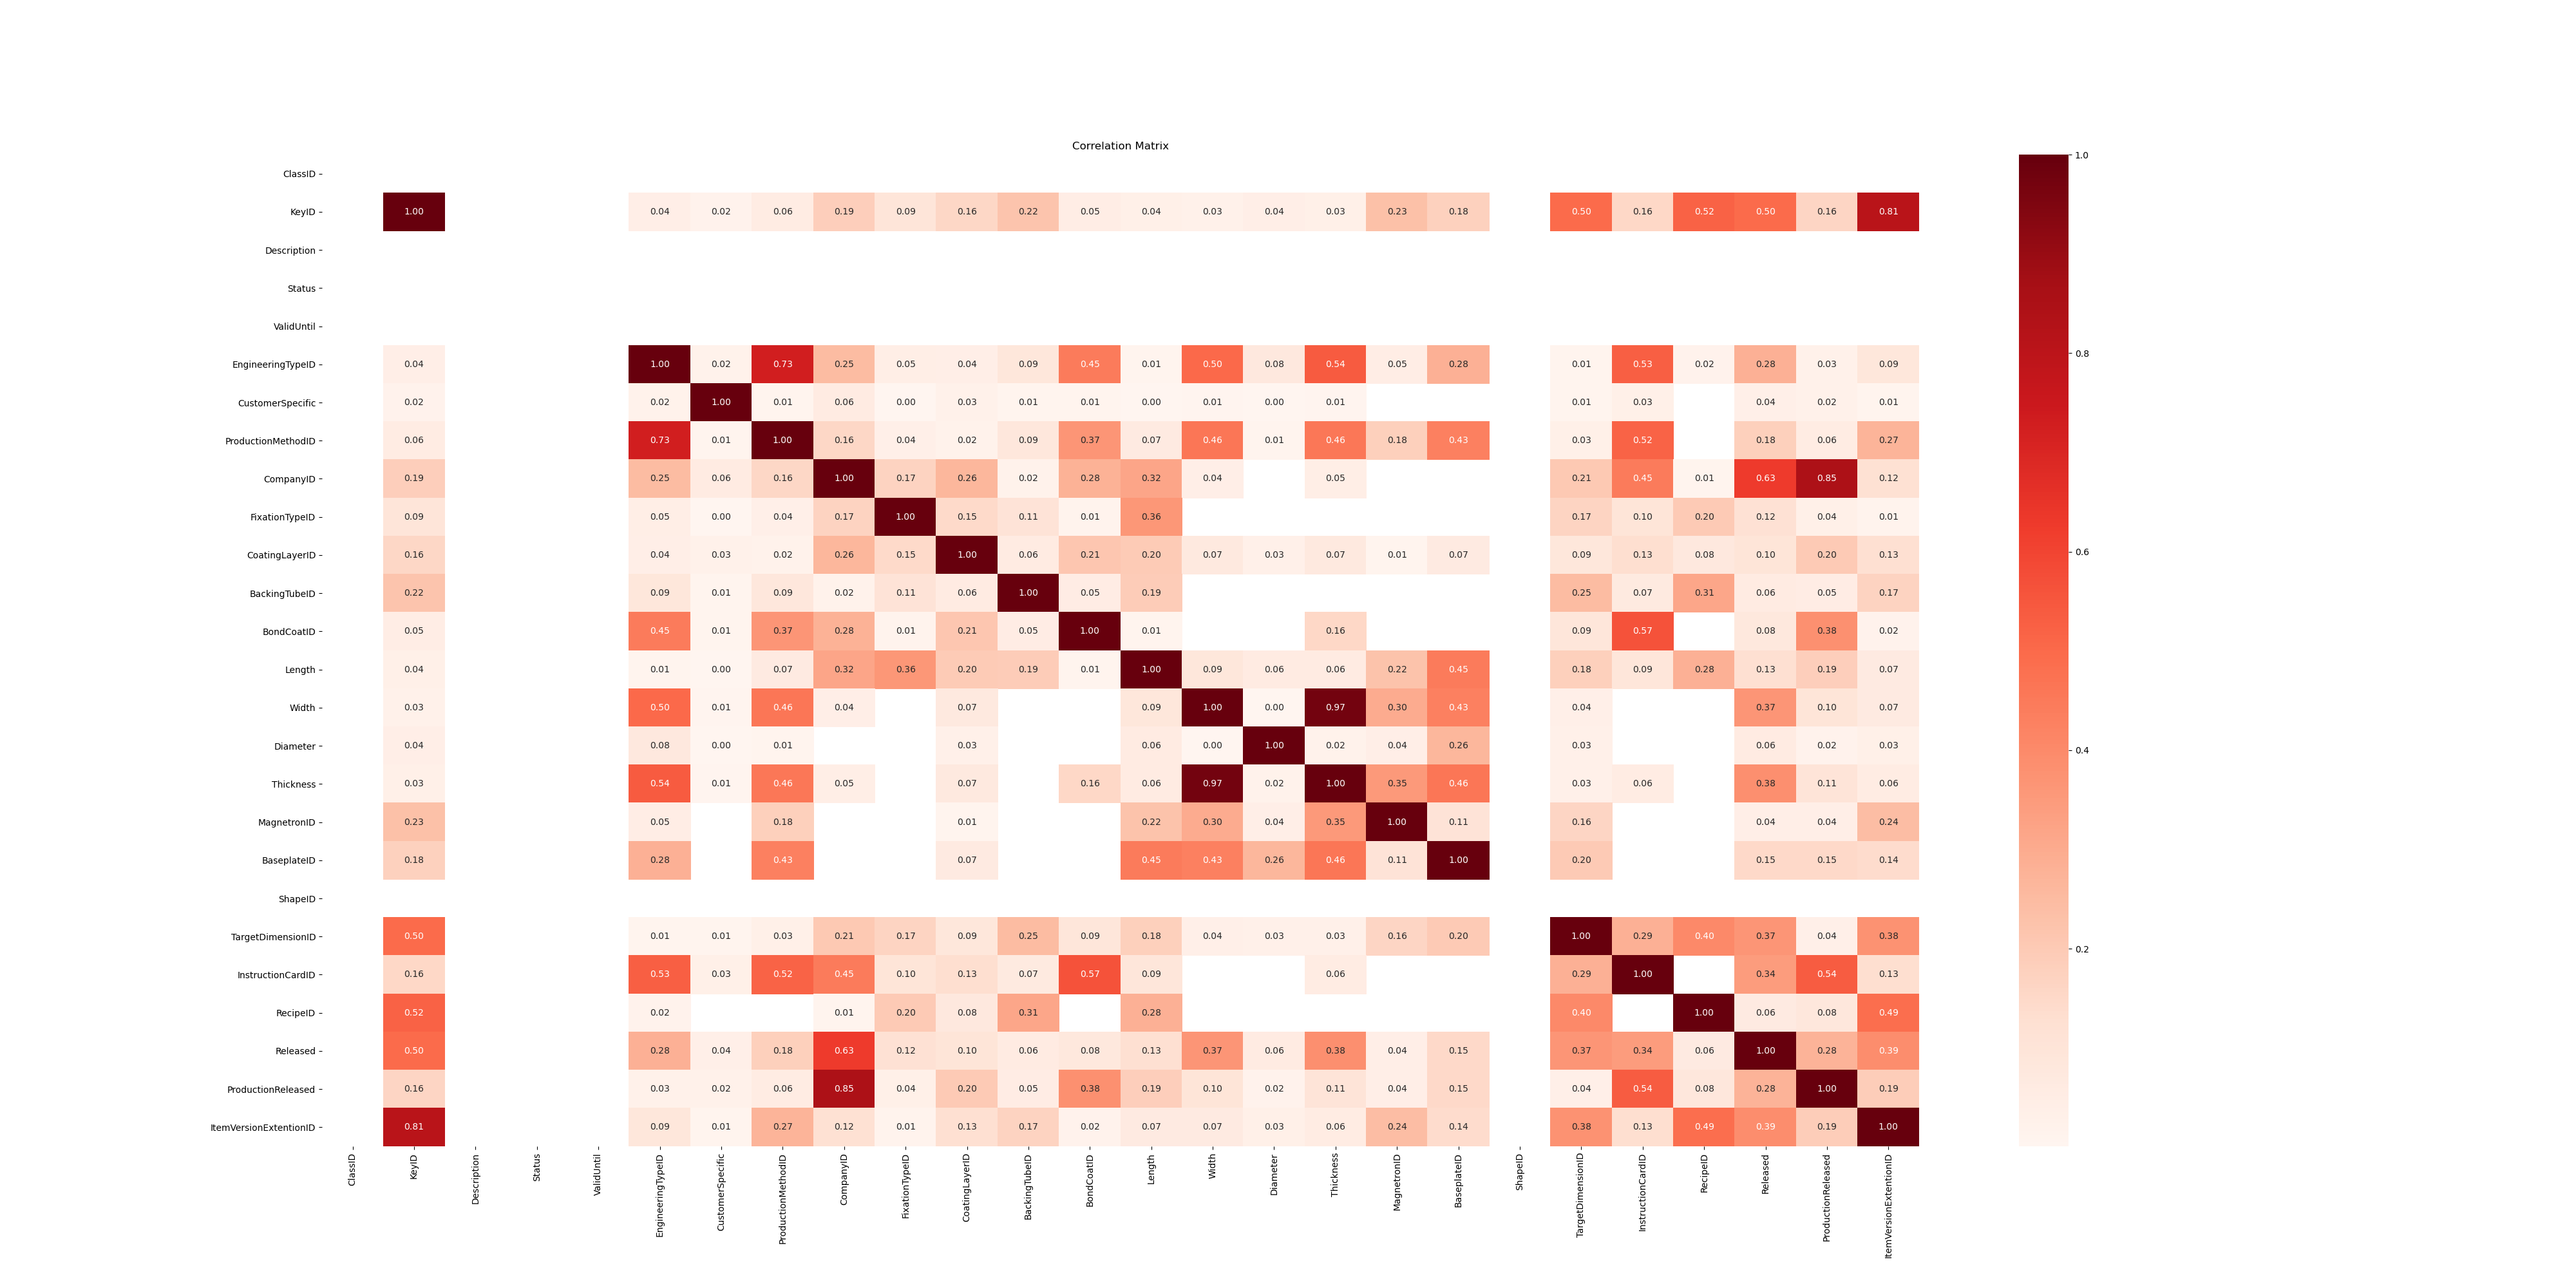 Correlation Matrix
ClassID
KeyID 1.00 0.04 0.02 0.06 0.19 0.09 0.16 0.22 0.05 0.04 0.03 0.04 0.03 0.23 0.18 0.50 0.16 0.52 0.50 0.16 0.81
Description
Status
ValidUntil
EngineeringTypeID 0.04 1.00 0.02 0.73 0.25 0.05 0.04 0.09 0.45 0.01 0.50 0.08 0.54 0.05 0.28 0.01 0.53 0.02 0.28 0.03 0.09
CustomerSpecific 0.02 0.02 1.00 0.01 0.06 0.00 0.03 0.01 0.01 0.00 0.01 0.00 0.01 0.01 0.03 0.04 0.02 0.01
ProductionMethodID 0.06 0.73 0.01 1.00 0.16 0.04 0.02 0.09 0.37 0.07 0.46 0.01 0.46 0.18 0.43 0.03 0.52 0.18 0.06 0.27
CompanyID 0.19 0.25 0.06 0.16 1.00 0.17 0.26 0.02 0.28 0.32 0.04 0.05 0.21 0.45 0.01 0.63 0.85 0.12
FixationTypeID 0.09 0.05 0.00 0.04 0.17 1.00 0.15 0.11 0.01 0.36 0.17 0.10 0.20 0.12 0.04 0.01
CoatingLayerID 0.16 0.04 0.03 0.02 0.26 0.15 1.00 0.06 0.21 0.20 0.07 0.03 0.07 0.01 0.07 0.09 0.13 0.08 0.10 0.20 0.13
BackingTubeID 0.22 0.09 0.01 0.09 0.02 0.11 0.06 1.00 0.05 0.19 0.25 0.07 0.31 0.06 0.05 0.17
BondCoatID 0.05 0.45 0.01 0.37 0.28 0.01 0.21 0.05 1.00 0.01 0.16 0.09 0.57 0.08 0.38 0.02
Length 0.04 0.01 0.00 0.07 0.32 0.36 0.20 0.19 0.01 1.00 0.09 0.06 0.06 0.22 0.45 0.18 0.09 0.28 0.13 0.19 0.07
Width 0.03 0.50 0.01 0.46 0.04 0.07 0.09 1.00 0.00 0.97 0.30 0.43 0.04 0.37 0.10 0.07
Diameter 0.04 0.08 0.00 0.01 0.03 0.06 0.00 1.00 0.02 0.04 0.26 0.03 0.06 0.02 0.03
Thickness 0.03 0.54 0.01 0.46 0.05 0.07 0.16 0.06 0.97 0.02 1.00 0.35 0.46 0.03 0.06 0.38 0.11 0.06
MagnetronID 0.23 0.05 0.18 0.01 0.22 0.30 0.04 0.35 1.00 0.11 0.16 0.04 0.04 0.24
BaseplateID 0.18 0.28 0.43 0.07 0.45 0.43 0.26 0.46 0.11 1.00 0.20 0.15 0.15 0.14
ShapeID
TargetDimensionID 0.50 0.01 0.01 0.03 0.21 0.17 0.09 0.25 0.09 0.18 0.04 0.03 0.03 0.16 0.20 1.00 0.29 0.40 0.37 0.04 0.38
InstructionCardID 0.16 0.53 0.03 0.52 0.45 0.10 0.13 0.07 0.57 0.09 0.06 0.29 1.00 0.34 0.54 0.13
RecipeID 0.52 0.02 0.01 0.20 0.08 0.31 0.28 0.40 1.00 0.06 0.08 0.49
Released 0.50 0.28 0.04 0.18 0.63 0.12 0.10 0.06 0.08 0.13 0.37 0.06 0.38 0.04 0.15 0.37 0.34 0.06 1.00 0.28 0.39
ProductionReleased 0.16 0.03 0.02 0.06 0.85 0.04 0.20 0.05 0.38 0.19 0.10 0.02 0.11 0.04 0.15 0.04 0.54 0.08 0.28 1.00 0.19
ItemVersionExtentionID 0.81 0.09 0.01 0.27 0.12 0.01 0.13 0.17 0.02 0.07 0.07 0.03 0.06 0.24 0.14 0.38 0.13 0.49 0.39 0.19 1.00
ClassID
KeyID
Description
Status
ValidUntil
EngineeringTypeID
CustomerSpecific
ProductionMethodID
CompanyID
FixationTypeID
CoatingLayerID
BackingTubeID
BondCoatID
Length
Width
Diameter
Thickness
MagnetronID
BaseplateID
ShapeID
TargetDimensionID
InstructionCardID
RecipeID
Released
ProductionReleased
ItemVersionExtentionID
1.0
0.8
0.6
0.4
0.2